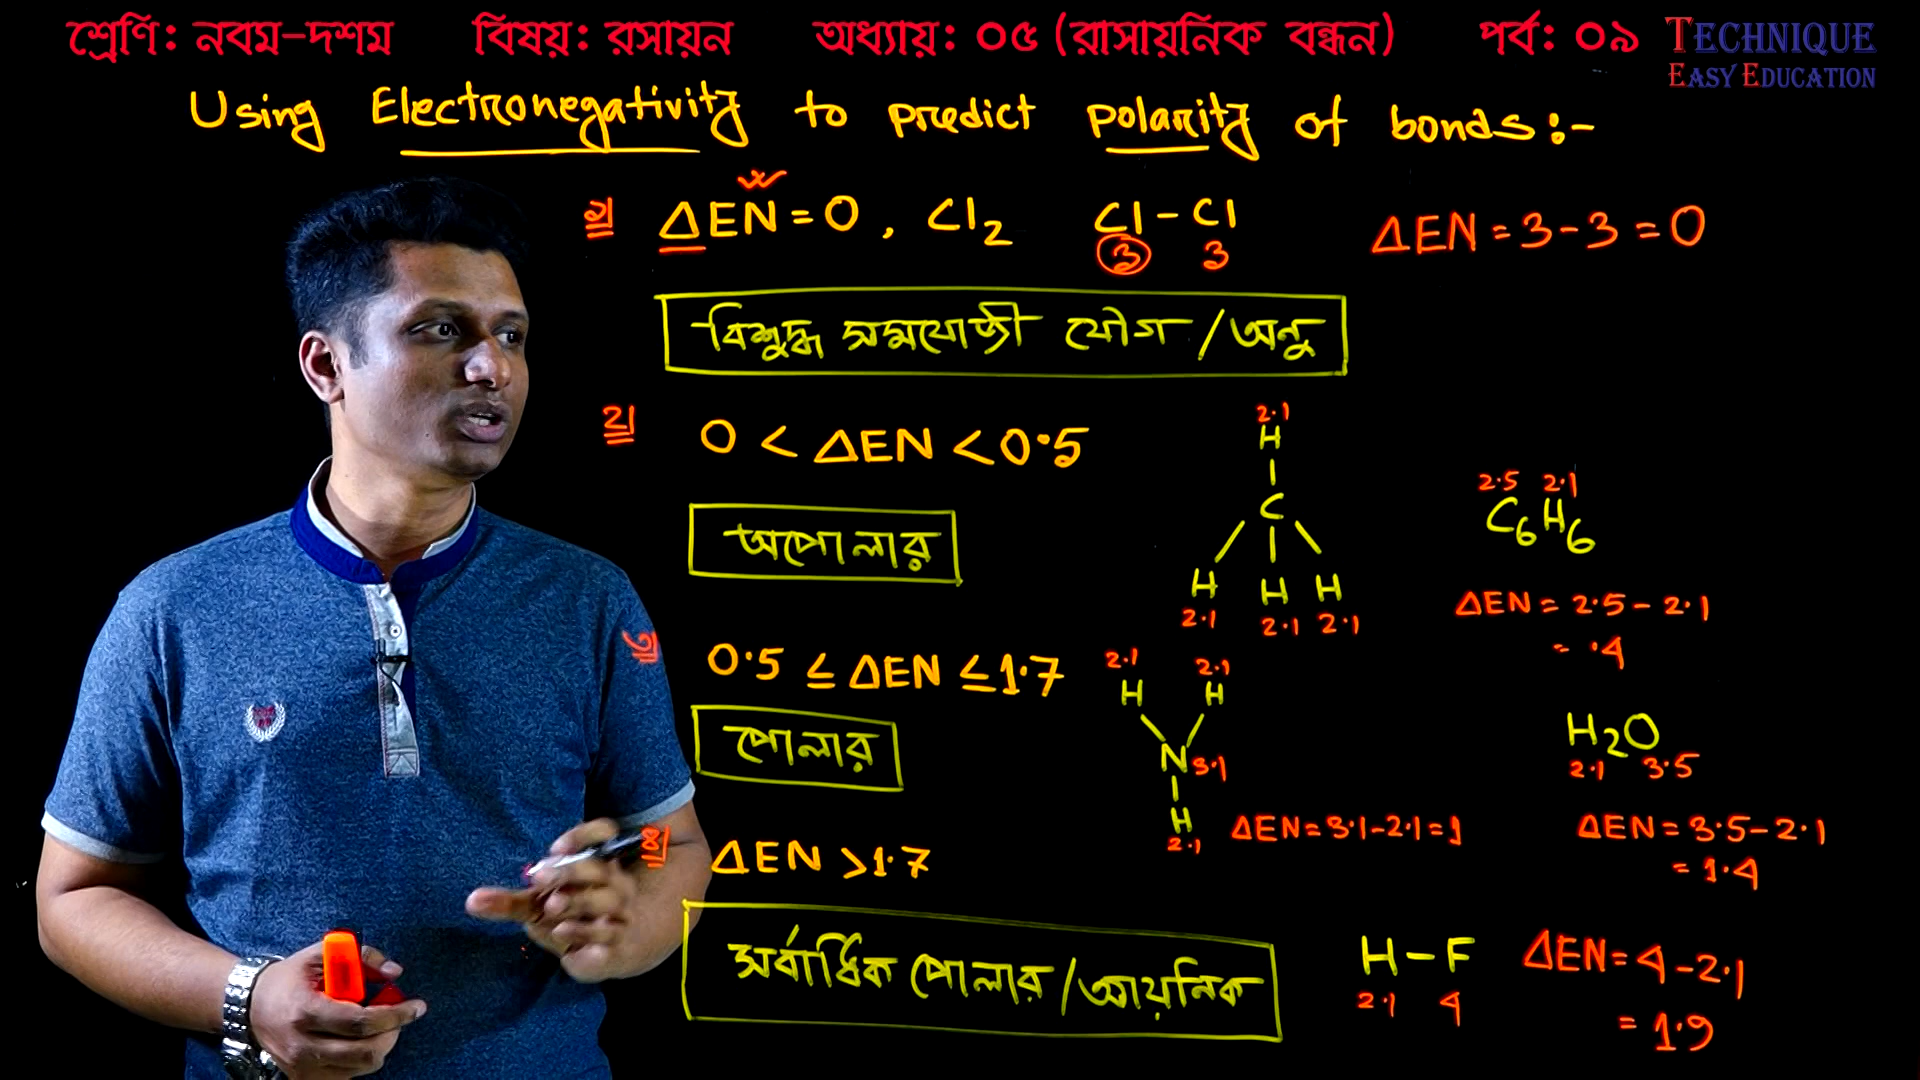 শ্রেণি: নবম-দশম বিষয়: রসায়ন অধ্যায়: ০৫ (রাসায়নিক বন্ধন) পর্ব: ০৯ TECHNIQUE
EASY EDUCATION
Using Electronegativity to predict polarity of bonds:-
১। ΔEN = 0, Cl2 Cl - Cl ΔEN = 3 - 3 = 0
3 3
বিশুদ্ধ সমযোজী যৌগ / অনু
২। 0 < ΔEN < 0.5
অপোলার
2.1
H
C
H H H
2.1 2.1 2.1
2.5 2.1
C6H6
ΔEN = 2.5 - 2.1
= .4
৩। 0.5 ≤ ΔEN ≤ 1.7
পোলার
2.1 2.1
H H
N 3.1
H
2.1
ΔEN = 3.1 - 2.1 = 1
H2O
2.1 3.5
ΔEN = 3.5 - 2.1
= 1.4
৪। ΔEN > 1.7
সর্বাধিক পোলার / আয়নিক
H - F
2.1 4
ΔEN = 4 - 2.1
= 1.9